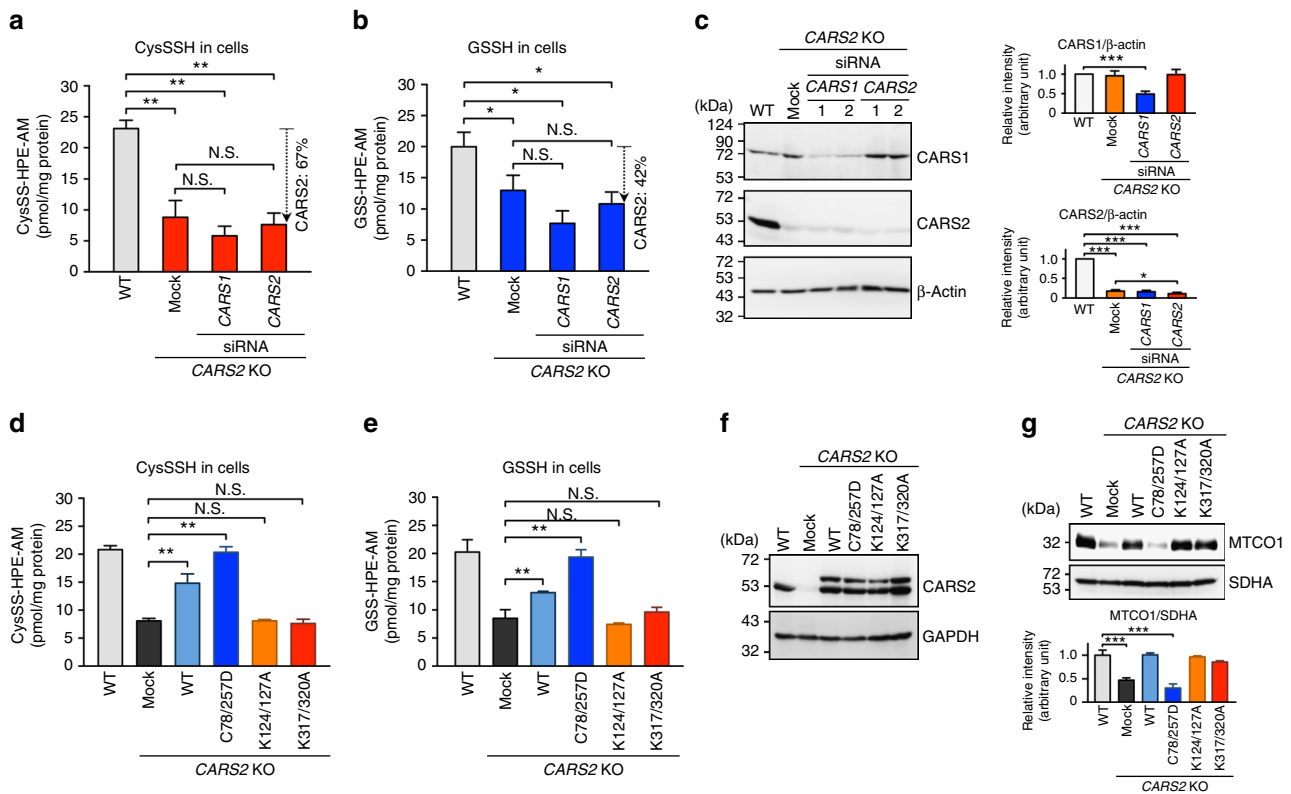 a
CysSSH in cells
**
**
**
N.S.
N.S.
CARS2: 67%
CysSS-HPE-AM
(pmol/mg protein)
30
25
20
15
10
5
0
WT
Mock
CARS1
CARS2
siRNA
CARS2 KO
b
GSSH in cells
*
*
*
N.S.
N.S.
CARS2: 42%
GSS-HPE-AM
(pmol/mg protein)
30
25
20
15
10
5
0
WT
Mock
CARS1
CARS2
siRNA
CARS2 KO
c
CARS2 KO
siRNA
CARS1 CARS2
(kDa) WT Mock 1 2 1 2
124
90
72
53
CARS1
72
53
43
CARS2
72
53
43
32
β-Actin
CARS1/β-actin
***
Relative intensity
(arbitrary unit)
1.0
0.5
0
WT
Mock
CARS1
CARS2
siRNA
CARS2 KO
CARS2/β-actin
***
***
***
*
Relative intensity
(arbitrary unit)
1.0
0.5
0
WT
Mock
CARS1
CARS2
siRNA
CARS2 KO
d
CysSSH in cells
N.S.
N.S.
**
**
CysSS-HPE-AM
(pmol/mg protein)
30
25
20
15
10
5
0
WT
Mock
WT
C78/257D
K124/127A
K317/320A
CARS2 KO
e
GSSH in cells
N.S.
N.S.
**
**
GSS-HPE-AM
(pmol/mg protein)
30
25
20
15
10
5
0
WT
Mock
WT
C78/257D
K124/127A
K317/320A
CARS2 KO
f
CARS2 KO
(kDa)
WT
Mock
WT
C78/257D
K124/127A
K317/320A
72
53
CARS2
43
32
GAPDH
g
CARS2 KO
(kDa)
WT
Mock
WT
C78/257D
K124/127A
K317/320A
32
MTCO1
72
53
SDHA
MTCO1/SDHA
***
***
Relative intensity
(arbitrary unit)
1.0
0.5
0
WT
Mock
WT
C78/257D
K124/127A
K317/320A
CARS2 KO